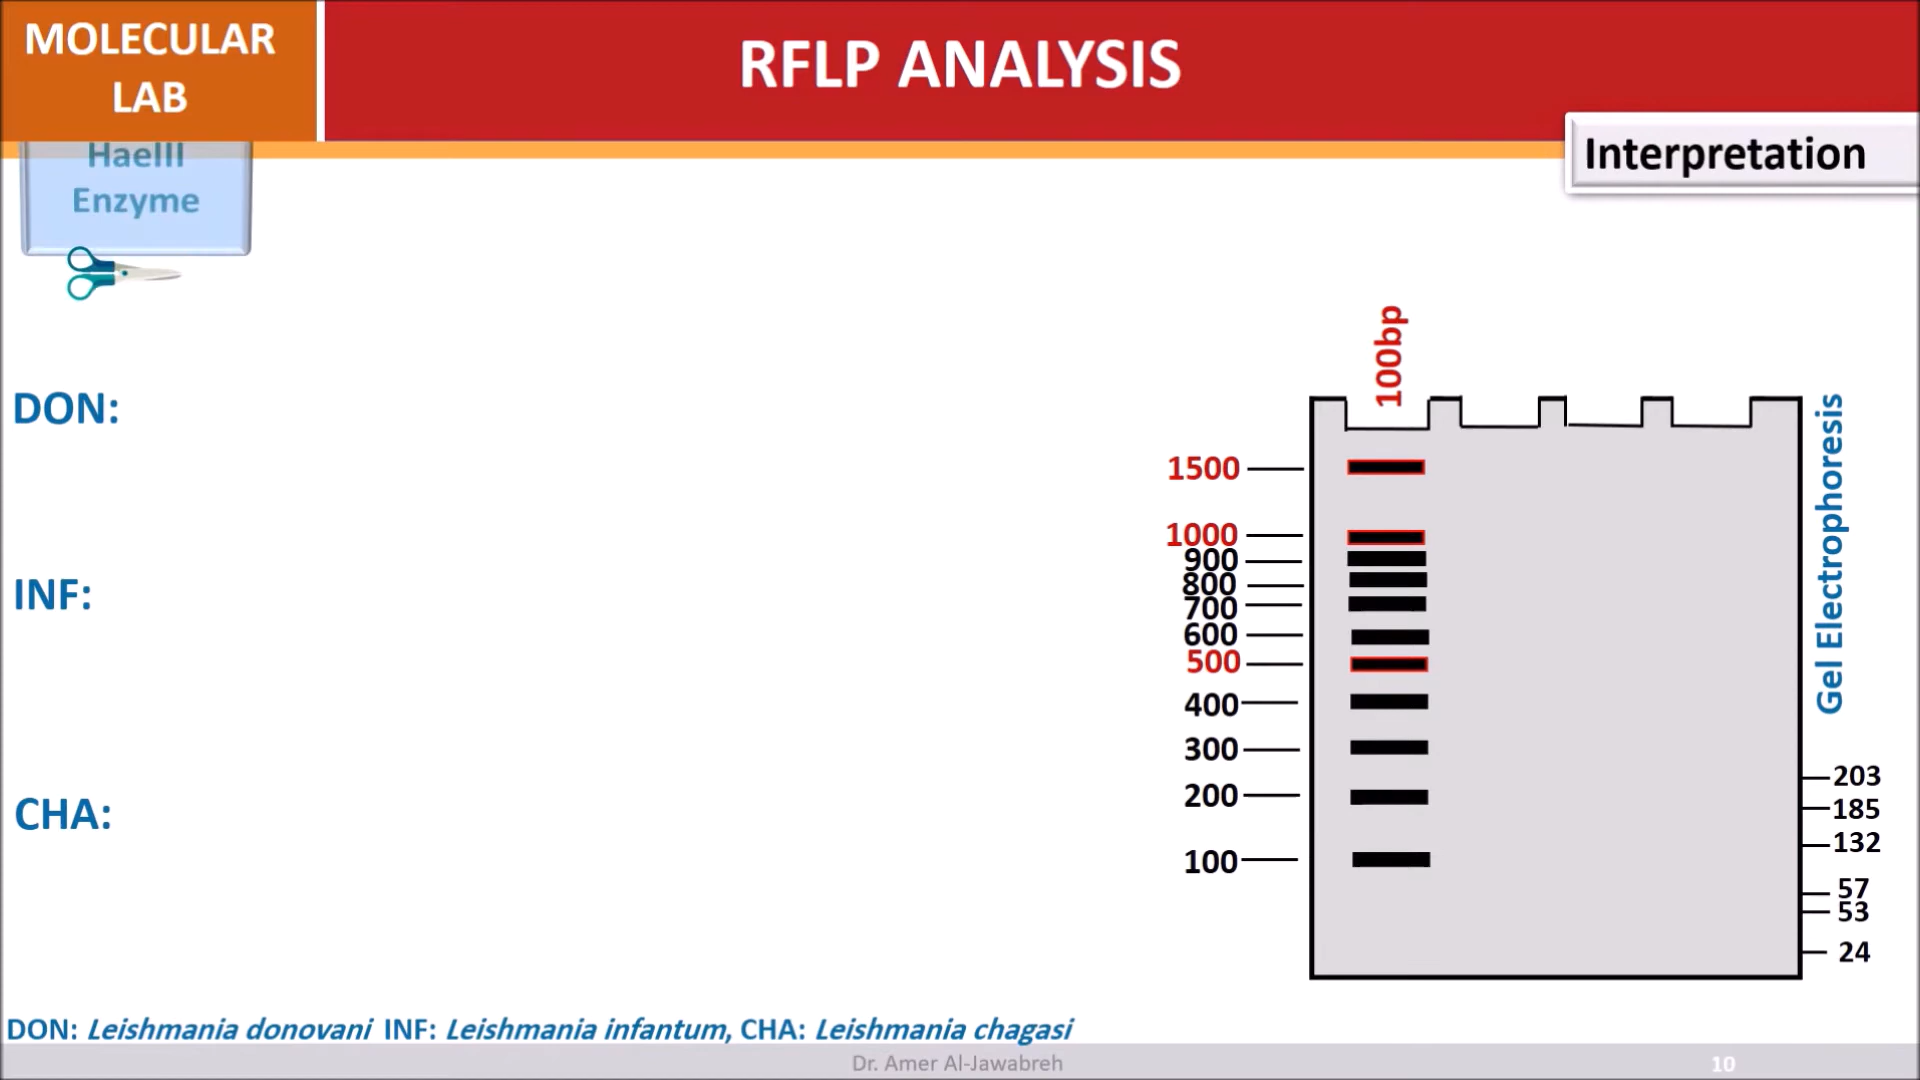 MOLECULAR
LAB
RFLP ANALYSIS
Interpretation
HaeIII
Enzyme
DON:
INF:
CHA:
100bp
1500
1000
900
800
700
600
500
400
300
200
100
Gel Electrophoresis
203
185
132
57
53
24
DON: Leishmania donovani INF: Leishmania infantum, CHA: Leishmania chagasi
Dr. Amer Al-Jawabreh
10